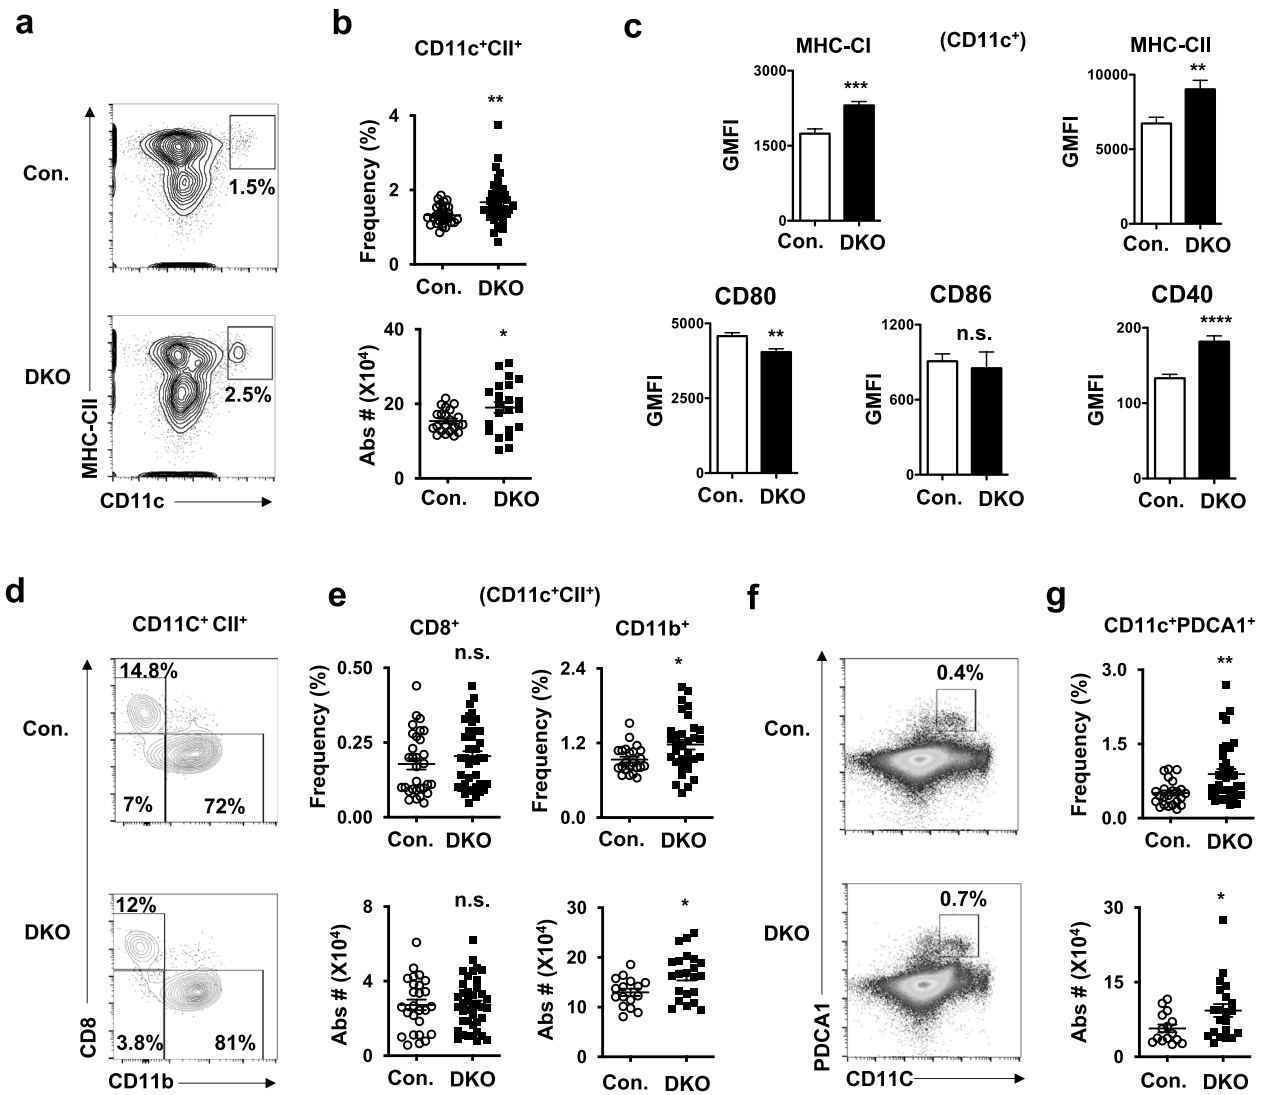 a
Con.
1.5%
DKO
2.5%
MHC-CII
CD11c
b
CD11c⁺CII⁺
**
Frequency (%)
4
2
0
Con. DKO
*
Abs # (X10⁴)
40
20
0
Con. DKO
c
(CD11c⁺)
MHC-CI
***
GMFI
3000
1500
0
Con. DKO
MHC-CII
**
GMFI
10000
5000
0
Con. DKO
CD80
**
GMFI
5000
2500
0
Con. DKO
CD86
n.s.
GMFI
1200
600
0
Con. DKO
CD40
****
GMFI
200
100
0
Con. DKO
d
CD11C⁺ CII⁺
Con.
14.8%
7% 72%
DKO
12%
3.8% 81%
CD8
CD11b
e
(CD11c⁺CII⁺)
CD8⁺
n.s.
Frequency (%)
0.50
0.25
0.00
Con. DKO
CD11b⁺
*
Frequency (%)
2.4
1.2
0.0
Con. DKO
n.s.
Abs # (X10⁴)
8
4
0
Con. DKO
*
Abs # (X10⁴)
30
20
10
0
Con. DKO
f
Con.
0.4%
DKO
0.7%
PDCA1
CD11C
g
CD11c⁺PDCA1⁺
**
Frequency (%)
3.0
1.5
0.0
Con. DKO
*
Abs # (X10⁴)
30
15
0
Con. DKO